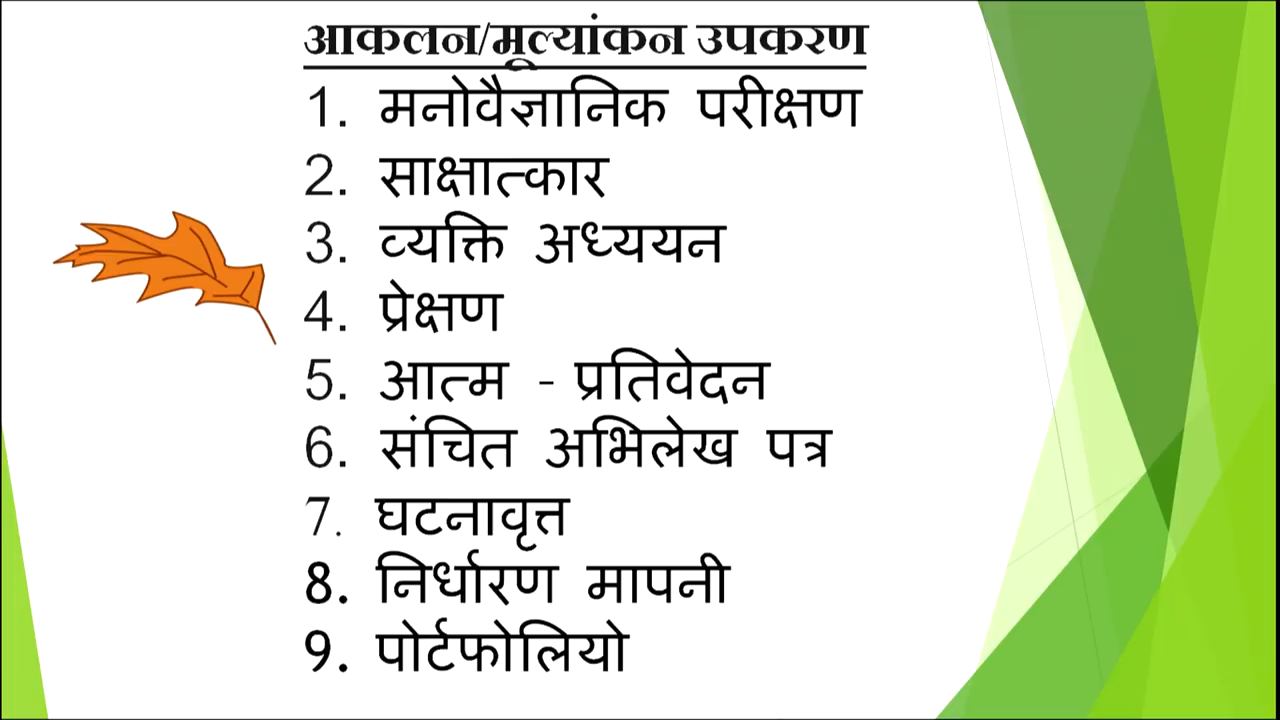 आकलन/मूल्यांकन उपकरण
1. मनोवैज्ञानिक परीक्षण
2. साक्षात्कार
3. व्यक्ति अध्ययन
4. प्रेक्षण
5. आत्म - प्रतिवेदन
6. संचित अभिलेख पत्र
7. घटनावृत्त
8. निर्धारण मापनी
9. पोर्टफोलियो